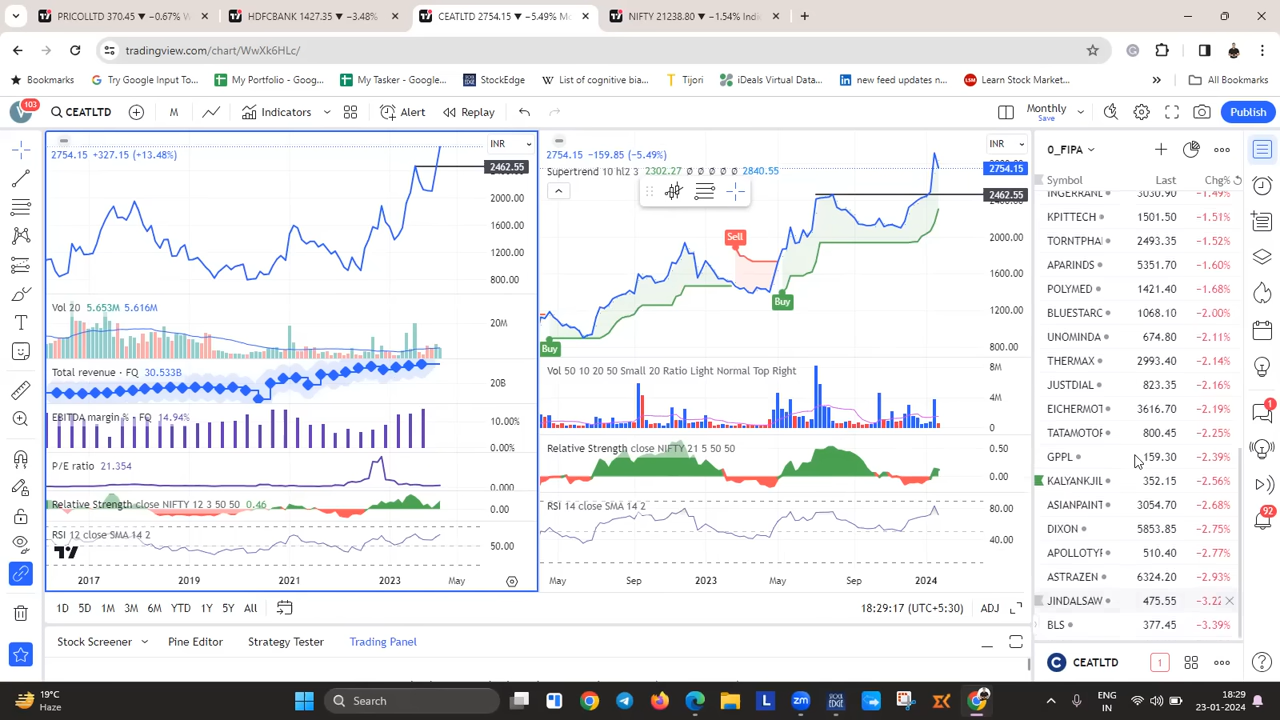 PRICOLLTD 370.45 ▼ −0.67% W
HDFCBANK 1427.35 ▼ −3.48%
CEATLTD 2754.15 ▼ −5.49% M
NIFTY 21238.80 ▼ −1.54% Indi
tradingview.com/chart/WwXk6HLc/
Bookmarks
Try Google Input To...
My Portfolio - Goog...
My Tasker - Google...
StockEdge
List of cognitive bia...
Tijori
iDeals Virtual Data...
new feed updates n...
Learn Stock Market...
All Bookmarks
103
CEATLTD
M
Indicators
Alert
Replay
Monthly
Save
Publish
2754.15 +327.15 (+13.48%)
INR
2462.55
2000.00
1600.00
1200.00
800.00
Vol 20 5.653M 5.616M
20M
Total revenue · FQ 30.533B
20B
EBITDA margin % · FQ 14.94%
10.00%
0.00%
P/E ratio 21.354
0.000
Relative Strength close NIFTY 12 3 50 50 0.46
0.00
RSI 12 close SMA 14 2
50.00
2017 2019 2021 2023 May
2754.15 −159.85 (−5.49%)
INR
Supertrend 10 hl2 3 2302.27 ∅ ∅ ∅ ∅ ∅ 2840.55
2754.15
2462.55
2000.00
1600.00
1200.00
800.00
Sell
Buy
Buy
Vol 50 10 20 50 Small 20 Ratio Light Normal Top Right
8M
4M
0
Relative Strength close NIFTY 21 5 50 50
0.50
0.00
RSI 14 close SMA 14 2
80.00
40.00
May Sep 2023 May Sep 2024
1D 5D 1M 3M 6M YTD 1Y 5Y All
18:29:17 (UTC+5:30)
ADJ
Stock Screener
Pine Editor
Strategy Tester
Trading Panel
0_FIPA
Symbol Last Chg%
INGERRAN 3030.90 −1.49%
KPITTECH 1501.50 −1.51%
TORNTPHA 2493.35 −1.52%
APARINDS 5351.70 −1.60%
POLYMED 1421.40 −1.68%
BLUESTARC 1068.10 −2.00%
UNOMINDA 674.80 −2.11%
THERMAX 2993.40 −2.14%
JUSTDIAL 823.35 −2.16%
EICHERMOT 3616.70 −2.19%
TATAMOTOR 800.45 −2.25%
GPPL 159.30 −2.39%
KALYANKJIL 352.15 −2.56%
ASIANPAINT 3054.70 −2.68%
DIXON 5853.85 −2.75%
APOLLOTYR 510.40 −2.77%
ASTRAZEN 6324.20 −2.93%
JINDALSAW 475.55 −3.22
BLS 377.45 −3.39%
CEATLTD
1
1
92
19°C
Haze
Search
ENG
IN
18:29
23-01-2024